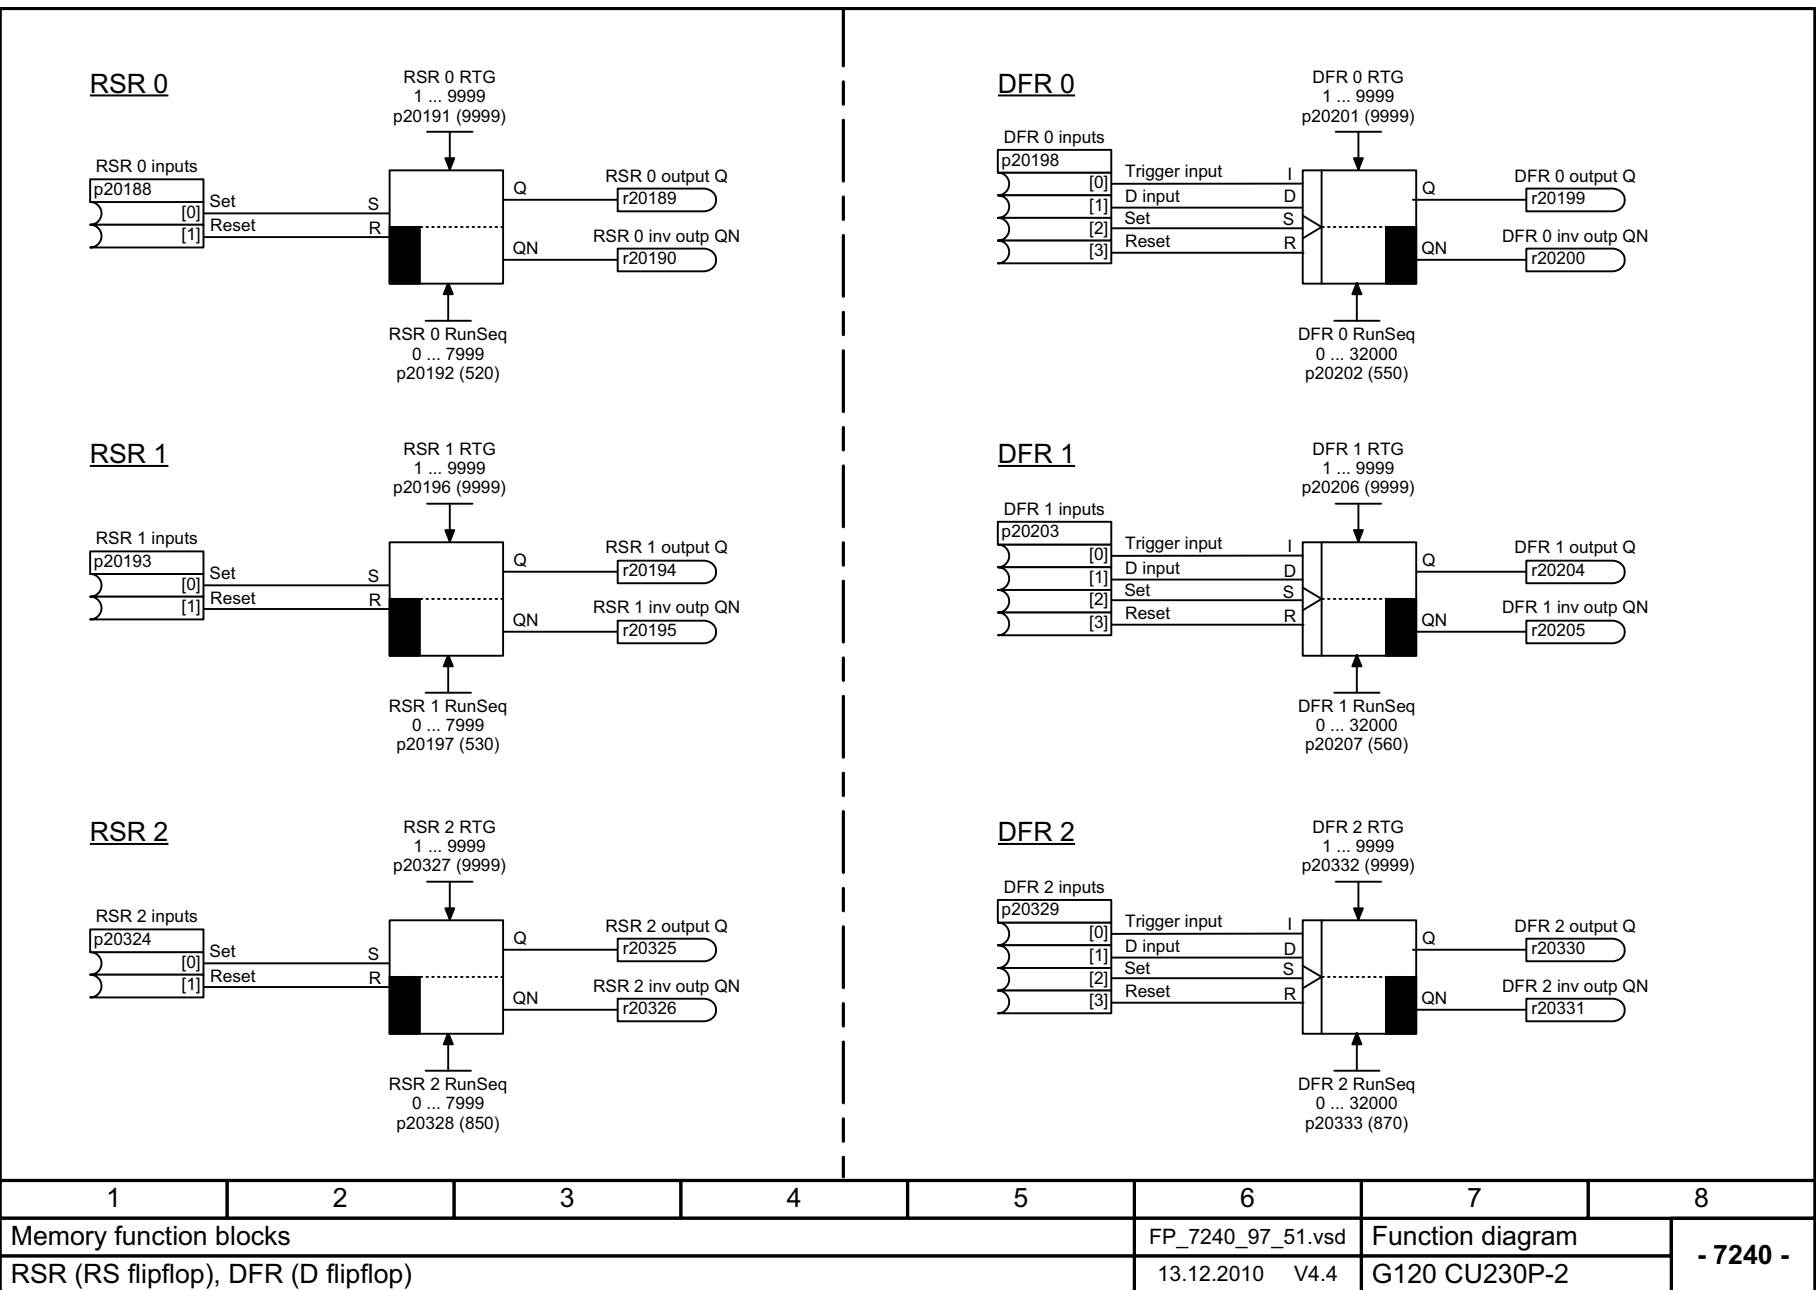 RSR 0
RSR 0 RTG
1 ... 9999
p20191 (9999)
RSR 0 inputs
p20188
[0]
[1]
Set
Reset
S
R
Q
QN
RSR 0 output Q
r20189
RSR 0 inv outp QN
r20190
RSR 0 RunSeq
0 ... 7999
p20192 (520)
RSR 1
RSR 1 RTG
1 ... 9999
p20196 (9999)
RSR 1 inputs
p20193
[0]
[1]
Set
Reset
S
R
Q
QN
RSR 1 output Q
r20194
RSR 1 inv outp QN
r20195
RSR 1 RunSeq
0 ... 7999
p20197 (530)
RSR 2
RSR 2 RTG
1 ... 9999
p20327 (9999)
RSR 2 inputs
p20324
[0]
[1]
Set
Reset
S
R
Q
QN
RSR 2 output Q
r20325
RSR 2 inv outp QN
r20326
RSR 2 RunSeq
0 ... 7999
p20328 (850)
DFR 0
DFR 0 RTG
1 ... 9999
p20201 (9999)
DFR 0 inputs
p20198
[0]
[1]
[2]
[3]
Trigger input
D input
Set
Reset
I
D
S
R
Q
QN
DFR 0 output Q
r20199
DFR 0 inv outp QN
r20200
DFR 0 RunSeq
0 ... 32000
p20202 (550)
DFR 1
DFR 1 RTG
1 ... 9999
p20206 (9999)
DFR 1 inputs
p20203
[0]
[1]
[2]
[3]
Trigger input
D input
Set
Reset
I
D
S
R
Q
QN
DFR 1 output Q
r20204
DFR 1 inv outp QN
r20205
DFR 1 RunSeq
0 ... 32000
p20207 (560)
DFR 2
DFR 2 RTG
1 ... 9999
p20332 (9999)
DFR 2 inputs
p20329
[0]
[1]
[2]
[3]
Trigger input
D input
Set
Reset
I
D
S
R
Q
QN
DFR 2 output Q
r20330
DFR 2 inv outp QN
r20331
DFR 2 RunSeq
0 ... 32000
p20333 (870)
1 2 3 4 5 6 7 8
Memory function blocks
FP_7240_97_51.vsd
Function diagram
- 7240 -
RSR (RS flipflop), DFR (D flipflop)
13.12.2010 V4.4
G120 CU230P-2